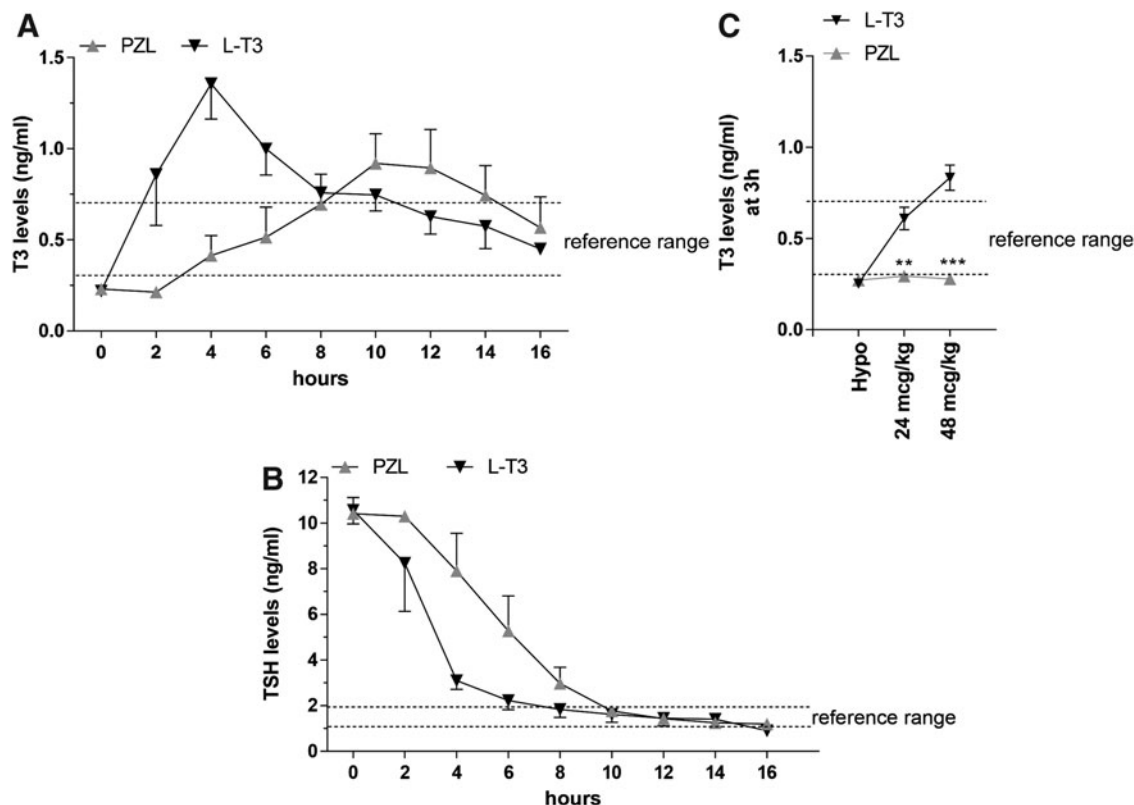 A
PZL L-T3
T3 levels (ng/ml)
1.5
1.0
0.5
0.0
0 2 4 6 8 10 12 14 16
hours
reference range
C
L-T3
PZL
T3 levels (ng/ml)
at 3h
1.5
1.0
0.5
0.0
** ***
reference range
Hypo
24 mcg/kg
48 mcg/kg
B
PZL L-T3
TSH levels (ng/ml)
12
10
8
6
4
2
0
0 2 4 6 8 10 12 14 16
hours
reference range